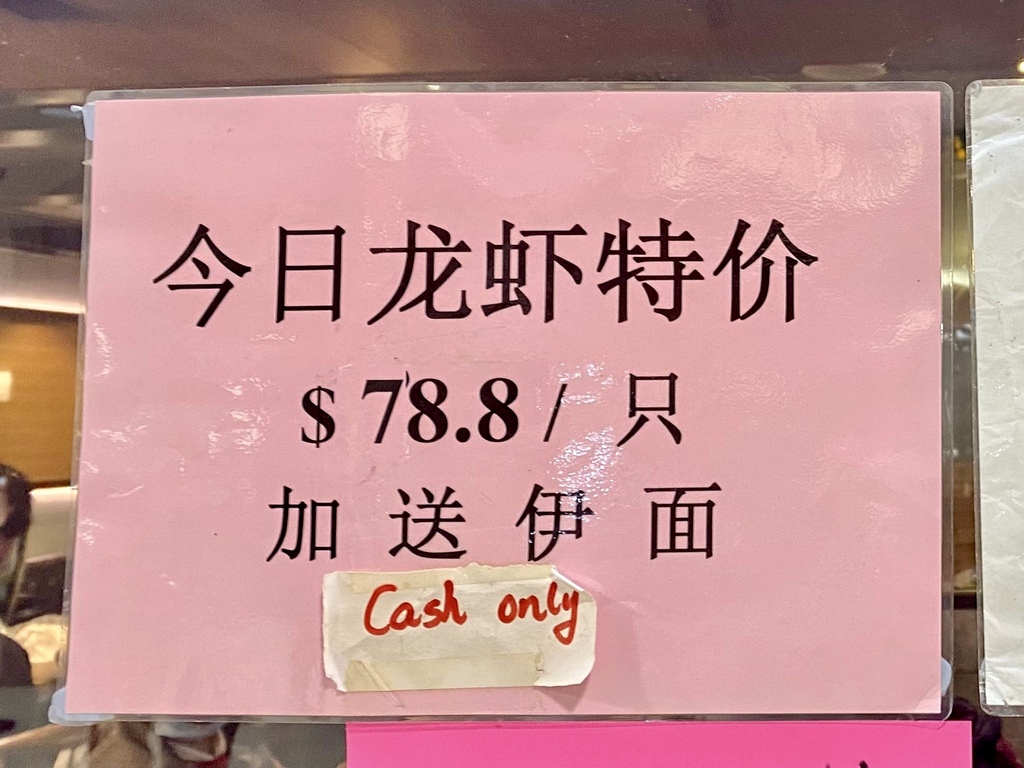 今日龙虾特价
$78.8/只
加送伊面
Cash only